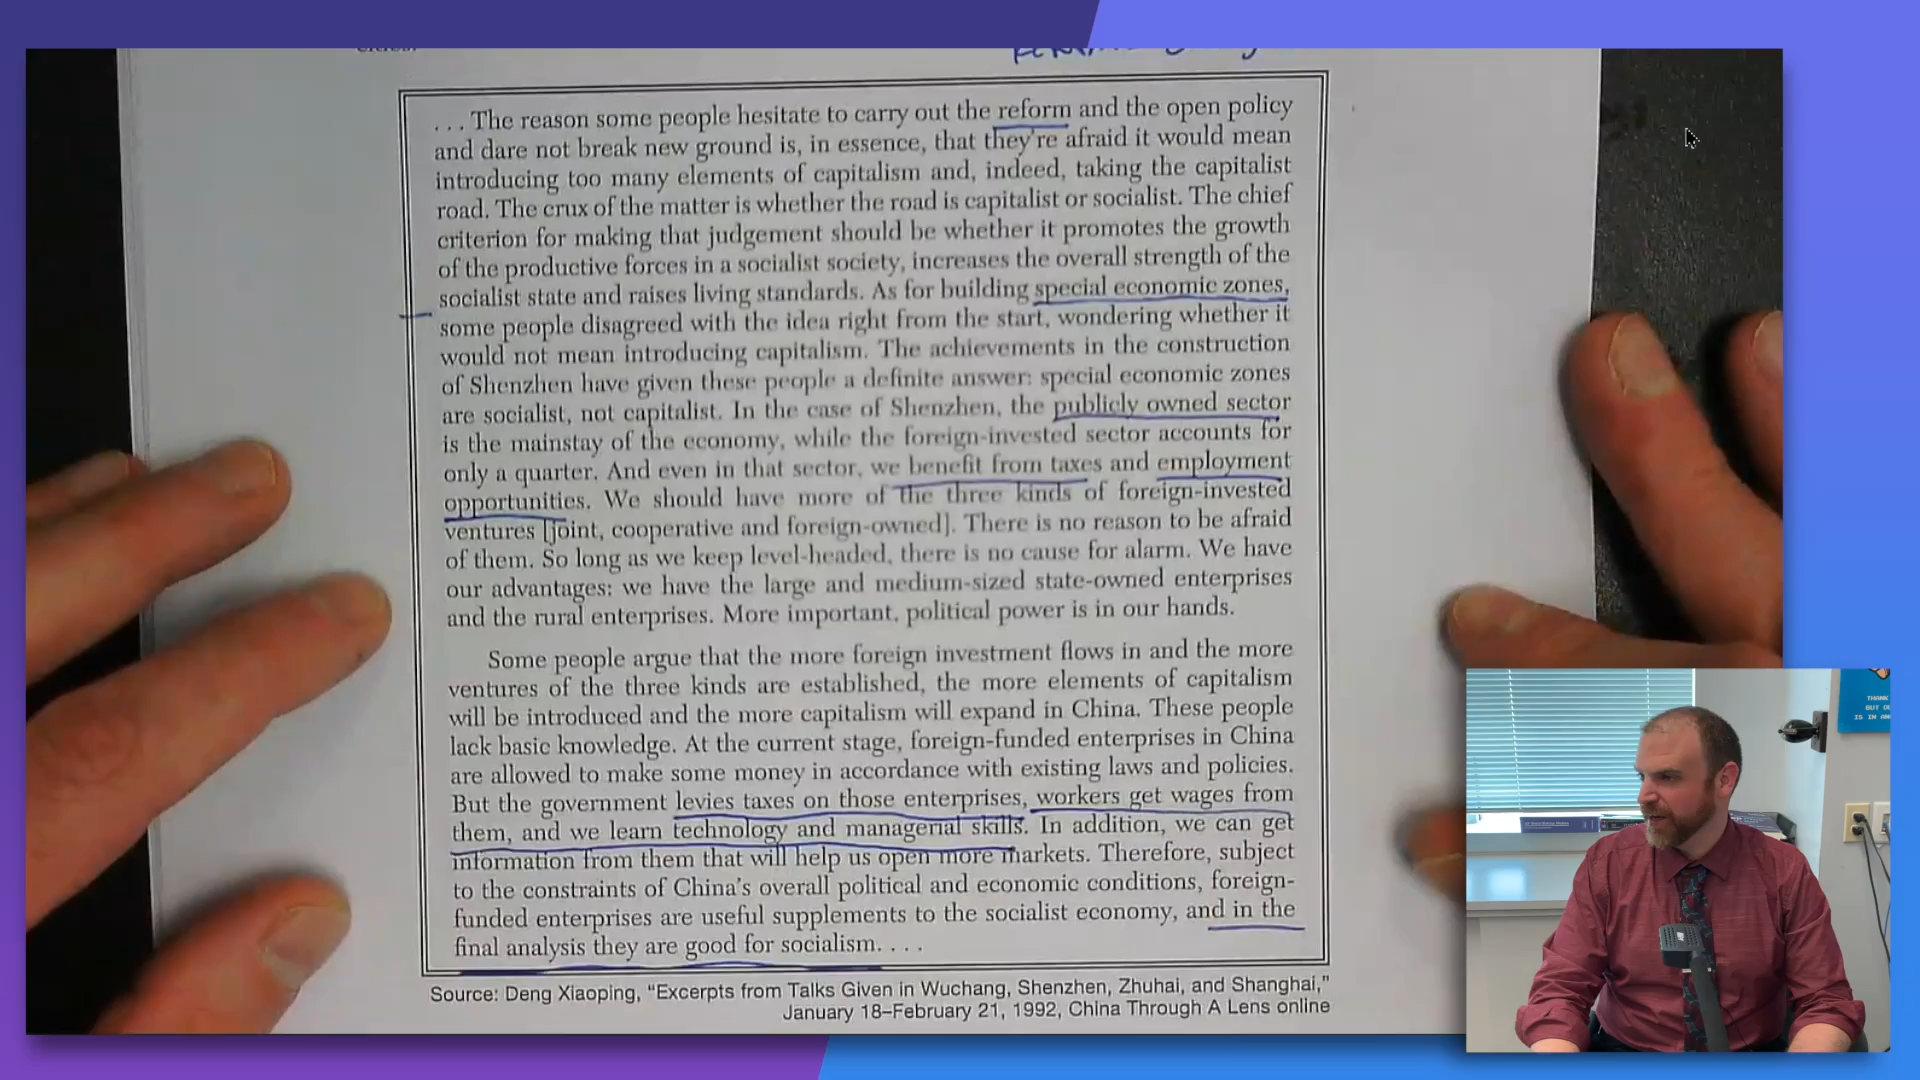 . . . The reason some people hesitate to carry out the reform and the open policy
and dare not break new ground is, in essence, that they're afraid it would mean
introducing too many elements of capitalism and, indeed, taking the capitalist
road. The crux of the matter is whether the road is capitalist or socialist. The chief
criterion for making that judgement should be whether it promotes the growth
of the productive forces in a socialist society, increases the overall strength of the
socialist state and raises living standards. As for building special economic zones,
some people disagreed with the idea right from the start, wondering whether it
would not mean introducing capitalism. The achievements in the construction
of Shenzhen have given these people a definite answer: special economic zones
are socialist, not capitalist. In the case of Shenzhen, the publicly owned sector
is the mainstay of the economy, while the foreign-invested sector accounts for
only a quarter. And even in that sector, we benefit from taxes and employment
opportunities. We should have more of the three kinds of foreign-invested
ventures [joint, cooperative and foreign-owned]. There is no reason to be afraid
of them. So long as we keep level-headed, there is no cause for alarm. We have
our advantages: we have the large and medium-sized state-owned enterprises
and the rural enterprises. More important, political power is in our hands.
Some people argue that the more foreign investment flows in and the more
ventures of the three kinds are established, the more elements of capitalism
will be introduced and the more capitalism will expand in China. These people
lack basic knowledge. At the current stage, foreign-funded enterprises in China
are allowed to make some money in accordance with existing laws and policies.
But the government levies taxes on those enterprises, workers get wages from
them, and we learn technology and managerial skills. In addition, we can get
information from them that will help us open more markets. Therefore, subject
to the constraints of China's overall political and economic conditions, foreign-
funded enterprises are useful supplements to the socialist economy, and in the
final analysis they are good for socialism. . . .
Source: Deng Xiaoping, "Excerpts from Talks Given in Wuchang, Shenzhen, Zhuhai, and Shanghai,"
January 18–February 21, 1992, China Through A Lens online
THANK
BUT
IS IN